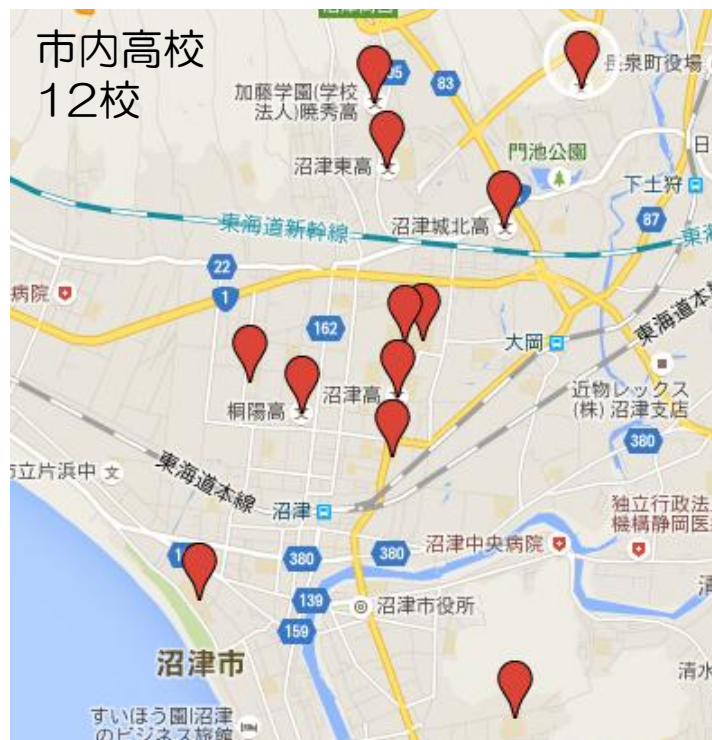 市内高校
12校
加藤学園(学校
法人)暁秀高
83
長泉町役場
沼津東高
門池公園
日
下土狩
沼津城北高
87
東海道新幹線
東海
22
病院
1
162
大岡
東海道本線
沼津高
桐陽高
近物レックス
(株) 沼津支店
380
市立片浜中
東海道本線
沼津
独立行政法
機構静岡医
沼津中央病院
380
380
139
沼津市役所
159
沼津市
清水
すいほう園|沼津
のビジネス旅館